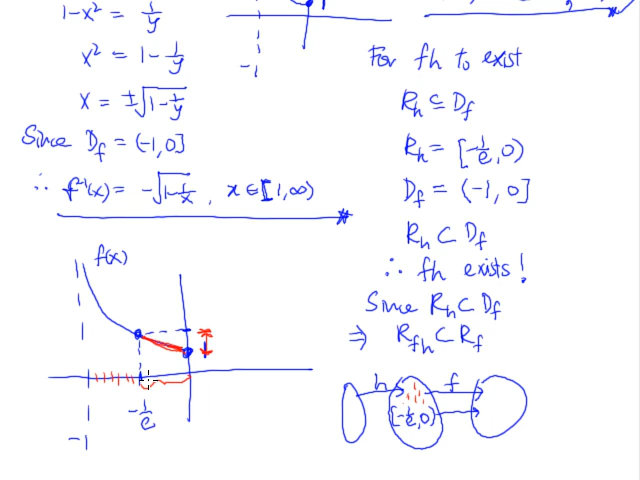 1-x² = 1/y
x² = 1 - 1/y
x = ±√(1-1/y)
Since D_f = (-1,0]
∴ f⁻¹(x) = -√(1-1/x), x∈[1,∞)
-1
For fh to exist
R_h ⊆ D_f
R_h = [-1/e,0)
D_f = (-1,0]
R_h ⊂ D_f
∴ fh exists!
Since R_h ⊂ D_f
⇒ R_fh ⊂ R_f
f(x)
1
-1/e
-1
h f
[-1/e,0)